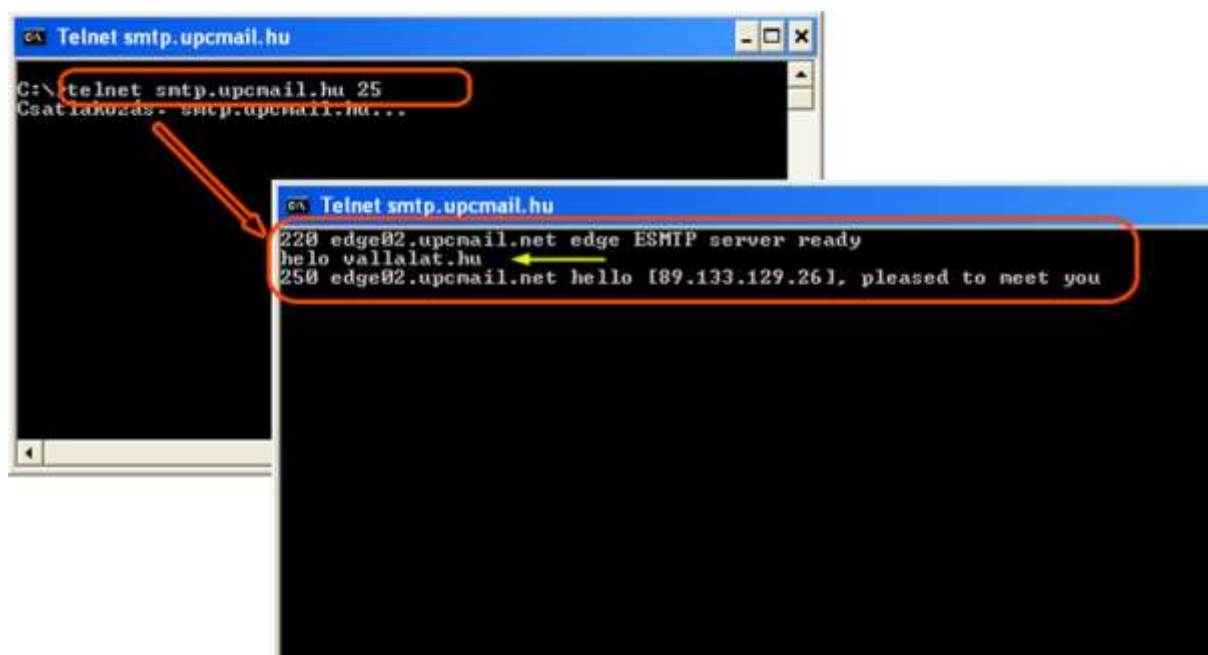 Telnet smtp.upcmail.hu
C:\>telnet smtp.upcmail.hu 25
Csatlakozás: smtp.upcmail.hu...
Telnet smtp.upcmail.hu
220 edge02.upcmail.net edge ESMTP server ready
helo vallalat.hu
250 edge02.upcmail.net hello [89.133.129.26], pleased to meet you